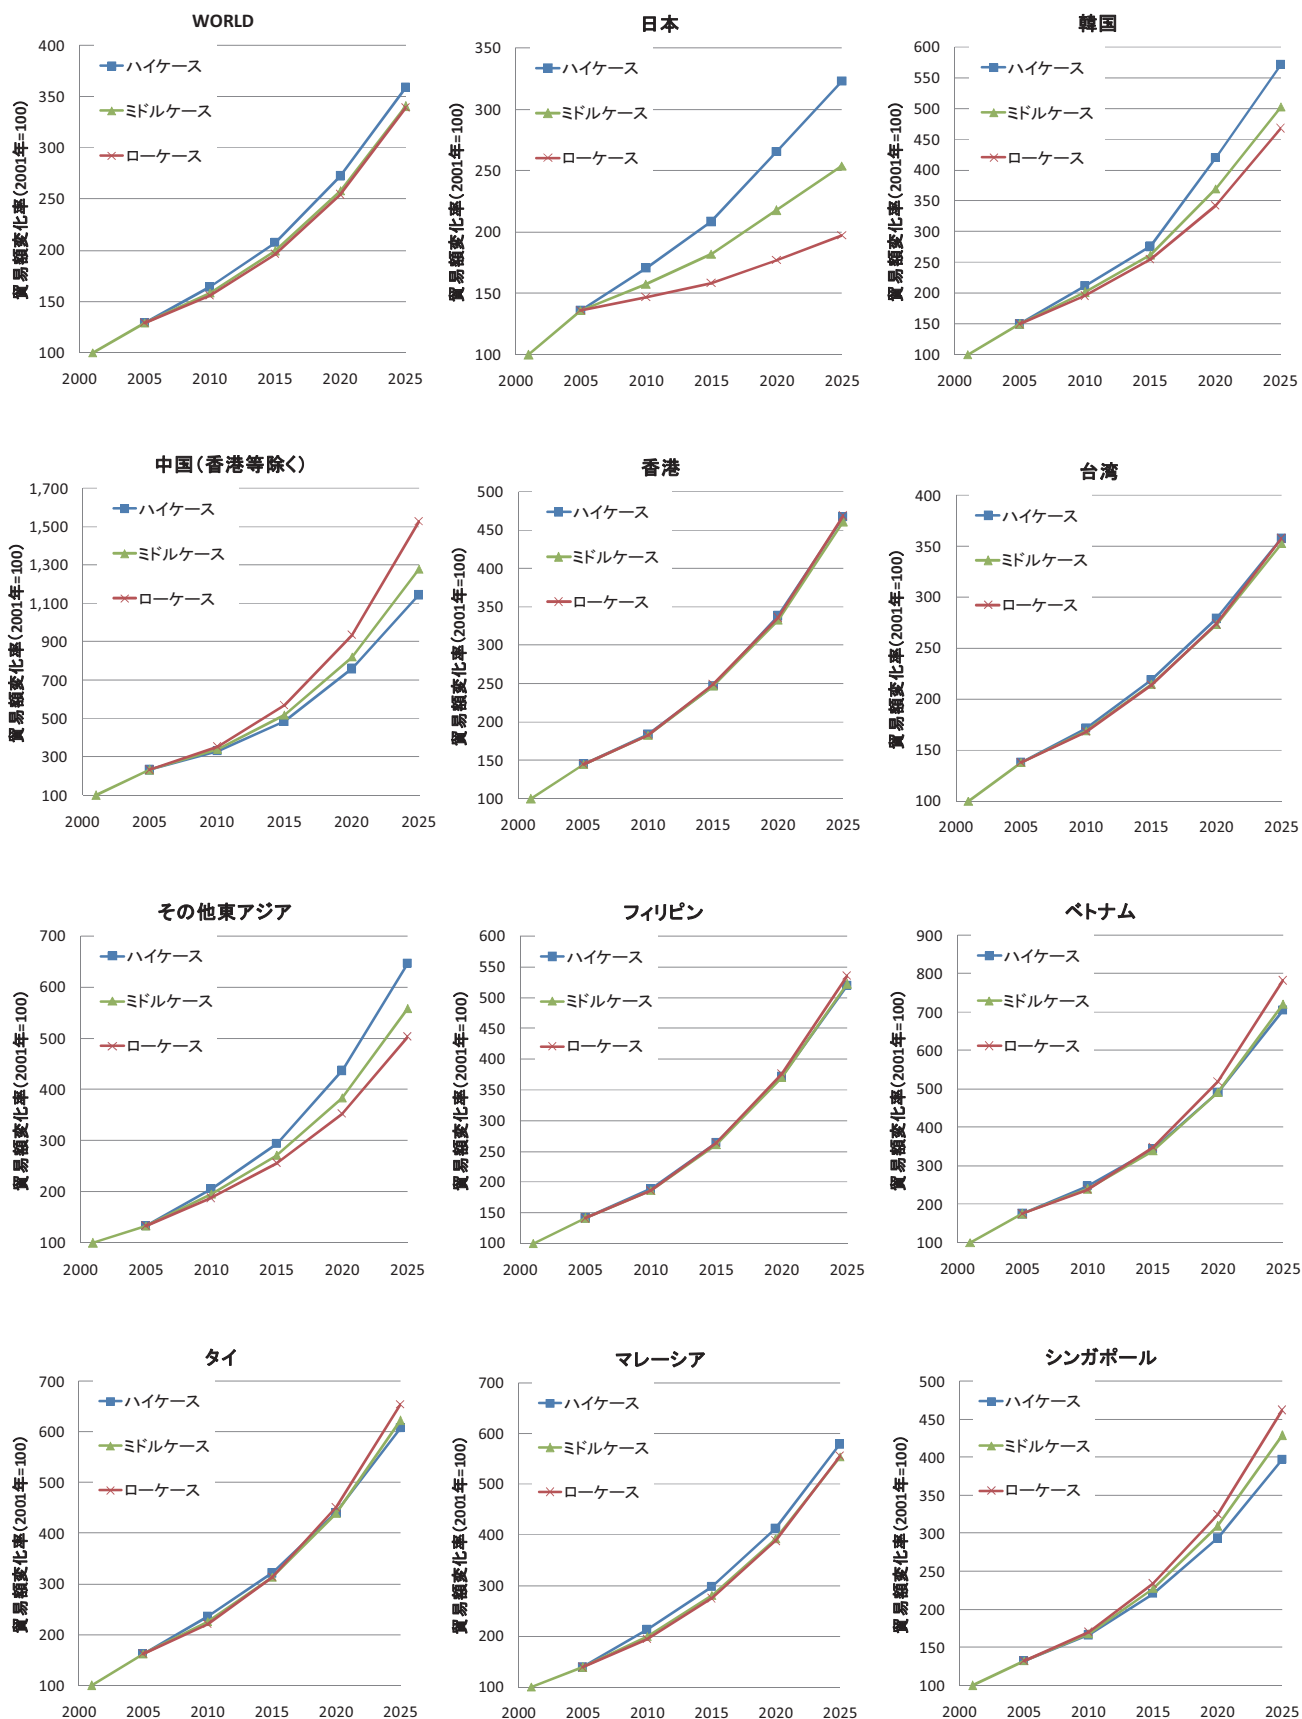 WORLD
貿易額変化率(2001年=100)
400
350
300
250
200
150
100
ハイケース
ミドルケース
ローケース
2000 2005 2010 2015 2020 2025
日本
貿易額変化率(2001年=100)
350
300
250
200
150
100
ハイケース
ミドルケース
ローケース
2000 2005 2010 2015 2020 2025
韓国
貿易額変化率(2001年=100)
600
550
500
450
400
350
300
250
200
150
100
ハイケース
ミドルケース
ローケース
2000 2005 2010 2015 2020 2025
中国(香港等除く)
貿易額変化率(2001年=100)
1,700
1,500
1,300
1,100
900
700
500
300
100
ハイケース
ミドルケース
ローケース
2000 2005 2010 2015 2020 2025
香港
貿易額変化率(2001年=100)
500
450
400
350
300
250
200
150
100
ハイケース
ミドルケース
ローケース
2000 2005 2010 2015 2020 2025
台湾
貿易額変化率(2001年=100)
400
350
300
250
200
150
100
ハイケース
ミドルケース
ローケース
2000 2005 2010 2015 2020 2025
その他東アジア
貿易額変化率(2001年=100)
700
600
500
400
300
200
100
ハイケース
ミドルケース
ローケース
2000 2005 2010 2015 2020 2025
フィリピン
貿易額変化率(2001年=100)
600
550
500
450
400
350
300
250
200
150
100
ハイケース
ミドルケース
ローケース
2000 2005 2010 2015 2020 2025
ベトナム
貿易額変化率(2001年=100)
900
800
700
600
500
400
300
200
100
ハイケース
ミドルケース
ローケース
2000 2005 2010 2015 2020 2025
タイ
貿易額変化率(2001年=100)
700
600
500
400
300
200
100
ハイケース
ミドルケース
ローケース
2000 2005 2010 2015 2020 2025
マレーシア
貿易額変化率(2001年=100)
700
600
500
400
300
200
100
ハイケース
ミドルケース
ローケース
2000 2005 2010 2015 2020 2025
シンガポール
貿易額変化率(2001年=100)
500
450
400
350
300
250
200
150
100
ハイケース
ミドルケース
ローケース
2000 2005 2010 2015 2020 2025